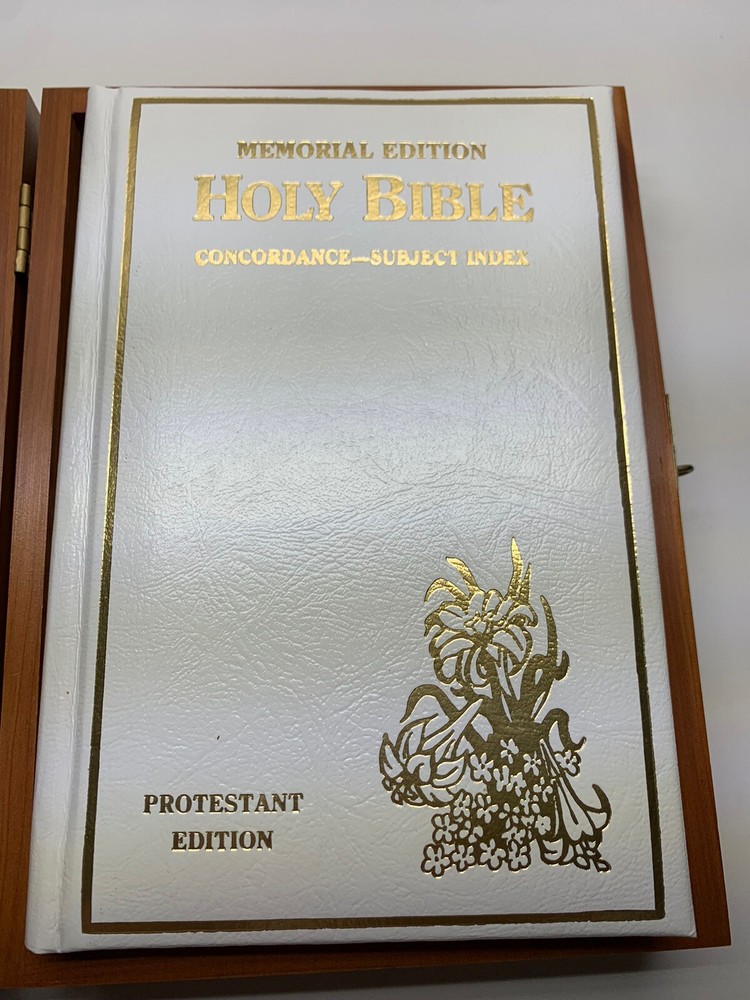 MEMORIAL EDITION
HOLY BIBLE
CONCORDANCE—SUBJECT INDEX
PROTESTANT
EDITION